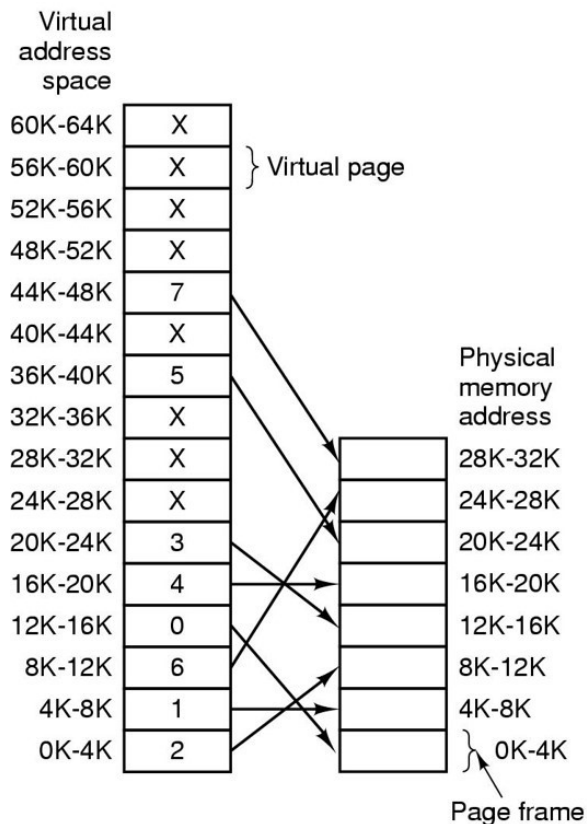 Virtual
address
space
60K-64K X
56K-60K X Virtual page
52K-56K X
48K-52K X
44K-48K 7
40K-44K X
36K-40K 5
32K-36K X
28K-32K X
24K-28K X
20K-24K 3
16K-20K 4
12K-16K 0
8K-12K 6
4K-8K 1
0K-4K 2
Physical
memory
address
28K-32K
24K-28K
20K-24K
16K-20K
12K-16K
8K-12K
4K-8K
0K-4K
Page frame